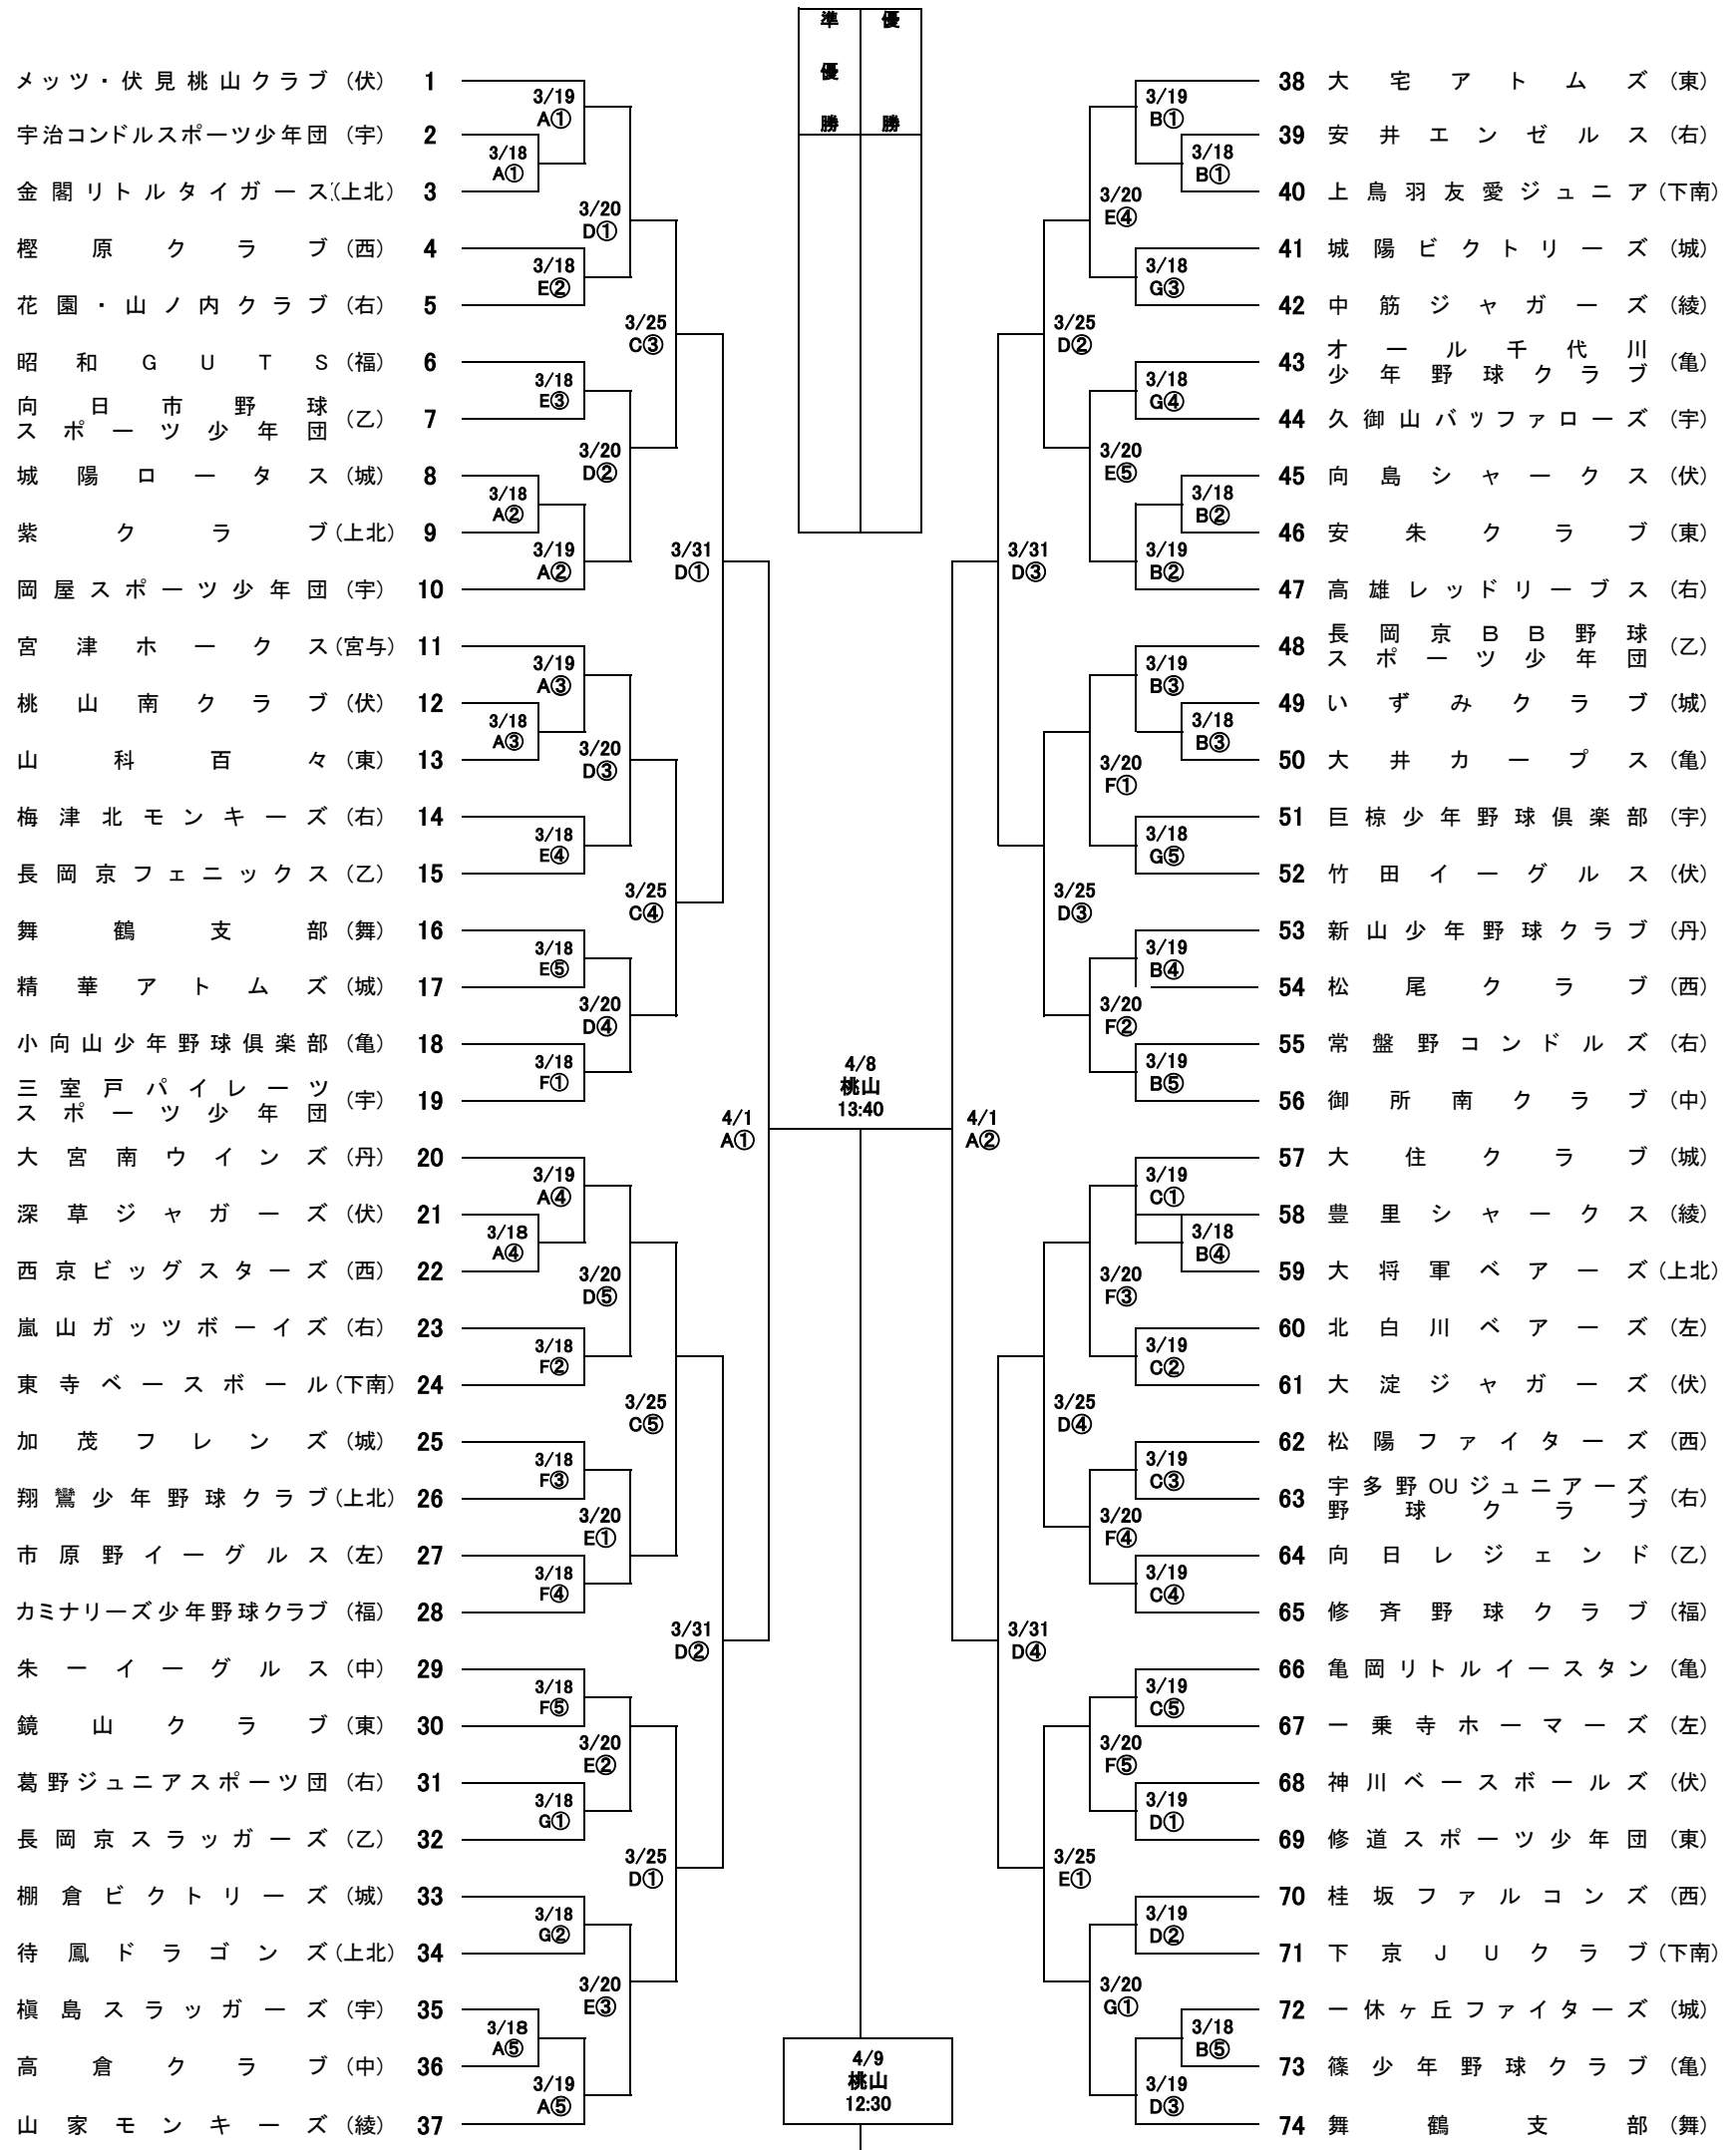 準優勝
優勝
メッツ・伏見桃山クラブ (伏) 1
宇治コンドルスポーツ少年団 (宇) 2
金閣リトルタイガース (上北) 3
樫原クラブ (西) 4
花園・山ノ内クラブ (右) 5
昭和GUTS (福) 6
向日市野球
スポーツ少年団 (乙) 7
城陽ロータス (城) 8
紫クラブ (上北) 9
岡屋スポーツ少年団 (宇) 10
宮津ホークス (宮与) 11
桃山南クラブ (伏) 12
山科百々 (東) 13
梅津北モンキーズ (右) 14
長岡京フェニックス (乙) 15
舞鶴支部 (舞) 16
精華アトムズ (城) 17
小向山少年野球倶楽部 (亀) 18
三室戸パイレーツ
スポーツ少年団 (宇) 19
大宮南ウインズ (丹) 20
深草ジャガーズ (伏) 21
西京ビッグスターズ (西) 22
嵐山ガッツボーイズ (右) 23
東寺ベースボール (下南) 24
加茂フレンズ (城) 25
翔鸞少年野球クラブ (上北) 26
市原野イーグルス (左) 27
カミナリーズ少年野球クラブ (福) 28
朱一イーグルス (中) 29
鏡山クラブ (東) 30
葛野ジュニアスポーツ団 (右) 31
長岡京スラッガーズ (乙) 32
棚倉ビクトリーズ (城) 33
待鳳ドラゴンズ (上北) 34
槇島スラッガーズ (宇) 35
高倉クラブ (中) 36
山家モンキーズ (綾) 37
3/19
A①
3/18
A①
3/20
D①
3/18
E②
3/25
C③
3/18
E③
3/20
D②
3/18
A②
3/19
A②
3/31
D①
3/19
A③
3/18
A③
3/20
D③
3/18
E④
3/25
C④
3/18
E⑤
3/20
D④
3/18
F①
4/1
A①
3/19
A④
3/18
A④
3/20
D⑤
3/18
F②
3/25
C⑤
3/18
F③
3/20
E①
3/18
F④
3/31
D②
3/18
F⑤
3/20
E②
3/18
G①
3/25
D①
3/18
G②
3/20
E③
3/18
A⑤
3/19
A⑤
4/8
桃山
13:40
4/9
桃山
12:30
38 大宅アトムズ (東)
39 安井エンゼルス (右)
40 上鳥羽友愛ジュニア (下南)
41 城陽ビクトリーズ (城)
42 中筋ジャガーズ (綾)
43 オール千代川
少年野球クラブ (亀)
44 久御山バッファローズ (宇)
45 向島シャークス (伏)
46 安朱クラブ (東)
47 高雄レッドリーブス (右)
48 長岡京BB野球
スポーツ少年団 (乙)
49 いずみクラブ (城)
50 大井カープス (亀)
51 巨椋少年野球倶楽部 (宇)
52 竹田イーグルス (伏)
53 新山少年野球クラブ (丹)
54 松尾クラブ (西)
55 常盤野コンドルズ (右)
56 御所南クラブ (中)
57 大住クラブ (城)
58 豊里シャークス (綾)
59 大将軍ベアーズ (上北)
60 北白川ベアーズ (左)
61 大淀ジャガーズ (伏)
62 松陽ファイターズ (西)
63 宇多野OUジュニアーズ
野球クラブ (右)
64 向日レジェンド (乙)
65 修斉野球クラブ (福)
66 亀岡リトルイースタン (亀)
67 一乗寺ホーマーズ (左)
68 神川ベースボールズ (伏)
69 修道スポーツ少年団 (東)
70 桂坂ファルコンズ (西)
71 下京JUクラブ (下南)
72 一休ヶ丘ファイターズ (城)
73 篠少年野球クラブ (亀)
74 舞鶴支部 (舞)
3/19
B①
3/18
B①
3/20
E④
3/18
G③
3/25
D②
3/18
G④
3/20
E⑤
3/18
B②
3/19
B②
3/31
D③
3/19
B③
3/18
B③
3/20
F①
3/18
G⑤
3/25
D③
3/19
B④
3/20
F②
3/19
B⑤
4/1
A②
3/19
C①
3/18
B④
3/20
F③
3/19
C②
3/25
D④
3/19
C③
3/20
F④
3/19
C④
3/31
D④
3/19
C⑤
3/20
F⑤
3/19
D①
3/25
E①
3/19
D②
3/20
G①
3/18
B⑤
3/19
D③